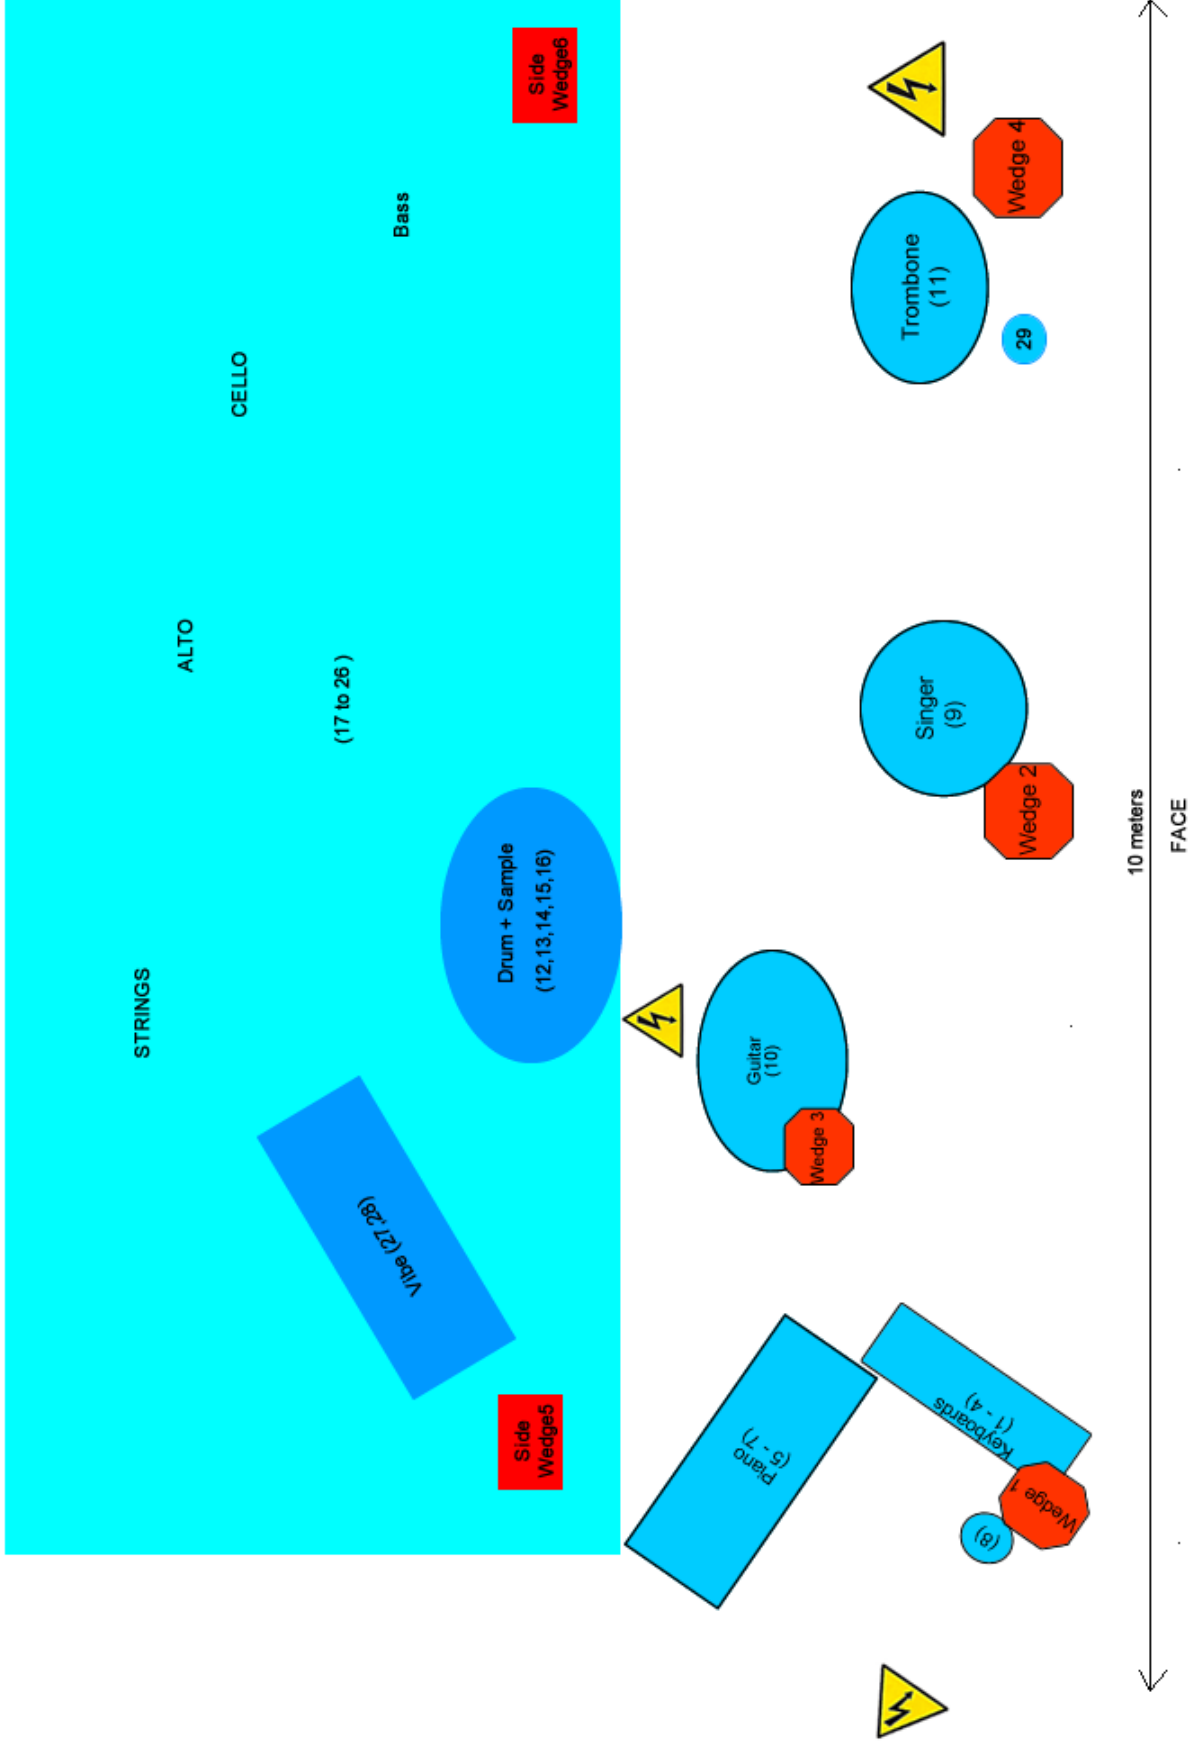 STRINGS
ALTO
CELLO
(17 to 26 )
Vibe (27,28)
Bass
Side
Wedge5
Drum + Sample
(12,13,14,15,16)
Side
Wedge6
Piano
(5 - 7)
Guitar
(10)
Wedge 3
Keyboards
(1 - 4)
(8)
Wedge 1
Singer
(9)
Wedge 2
Trombone
(11)
29
Wedge 4
10 meters
FACE